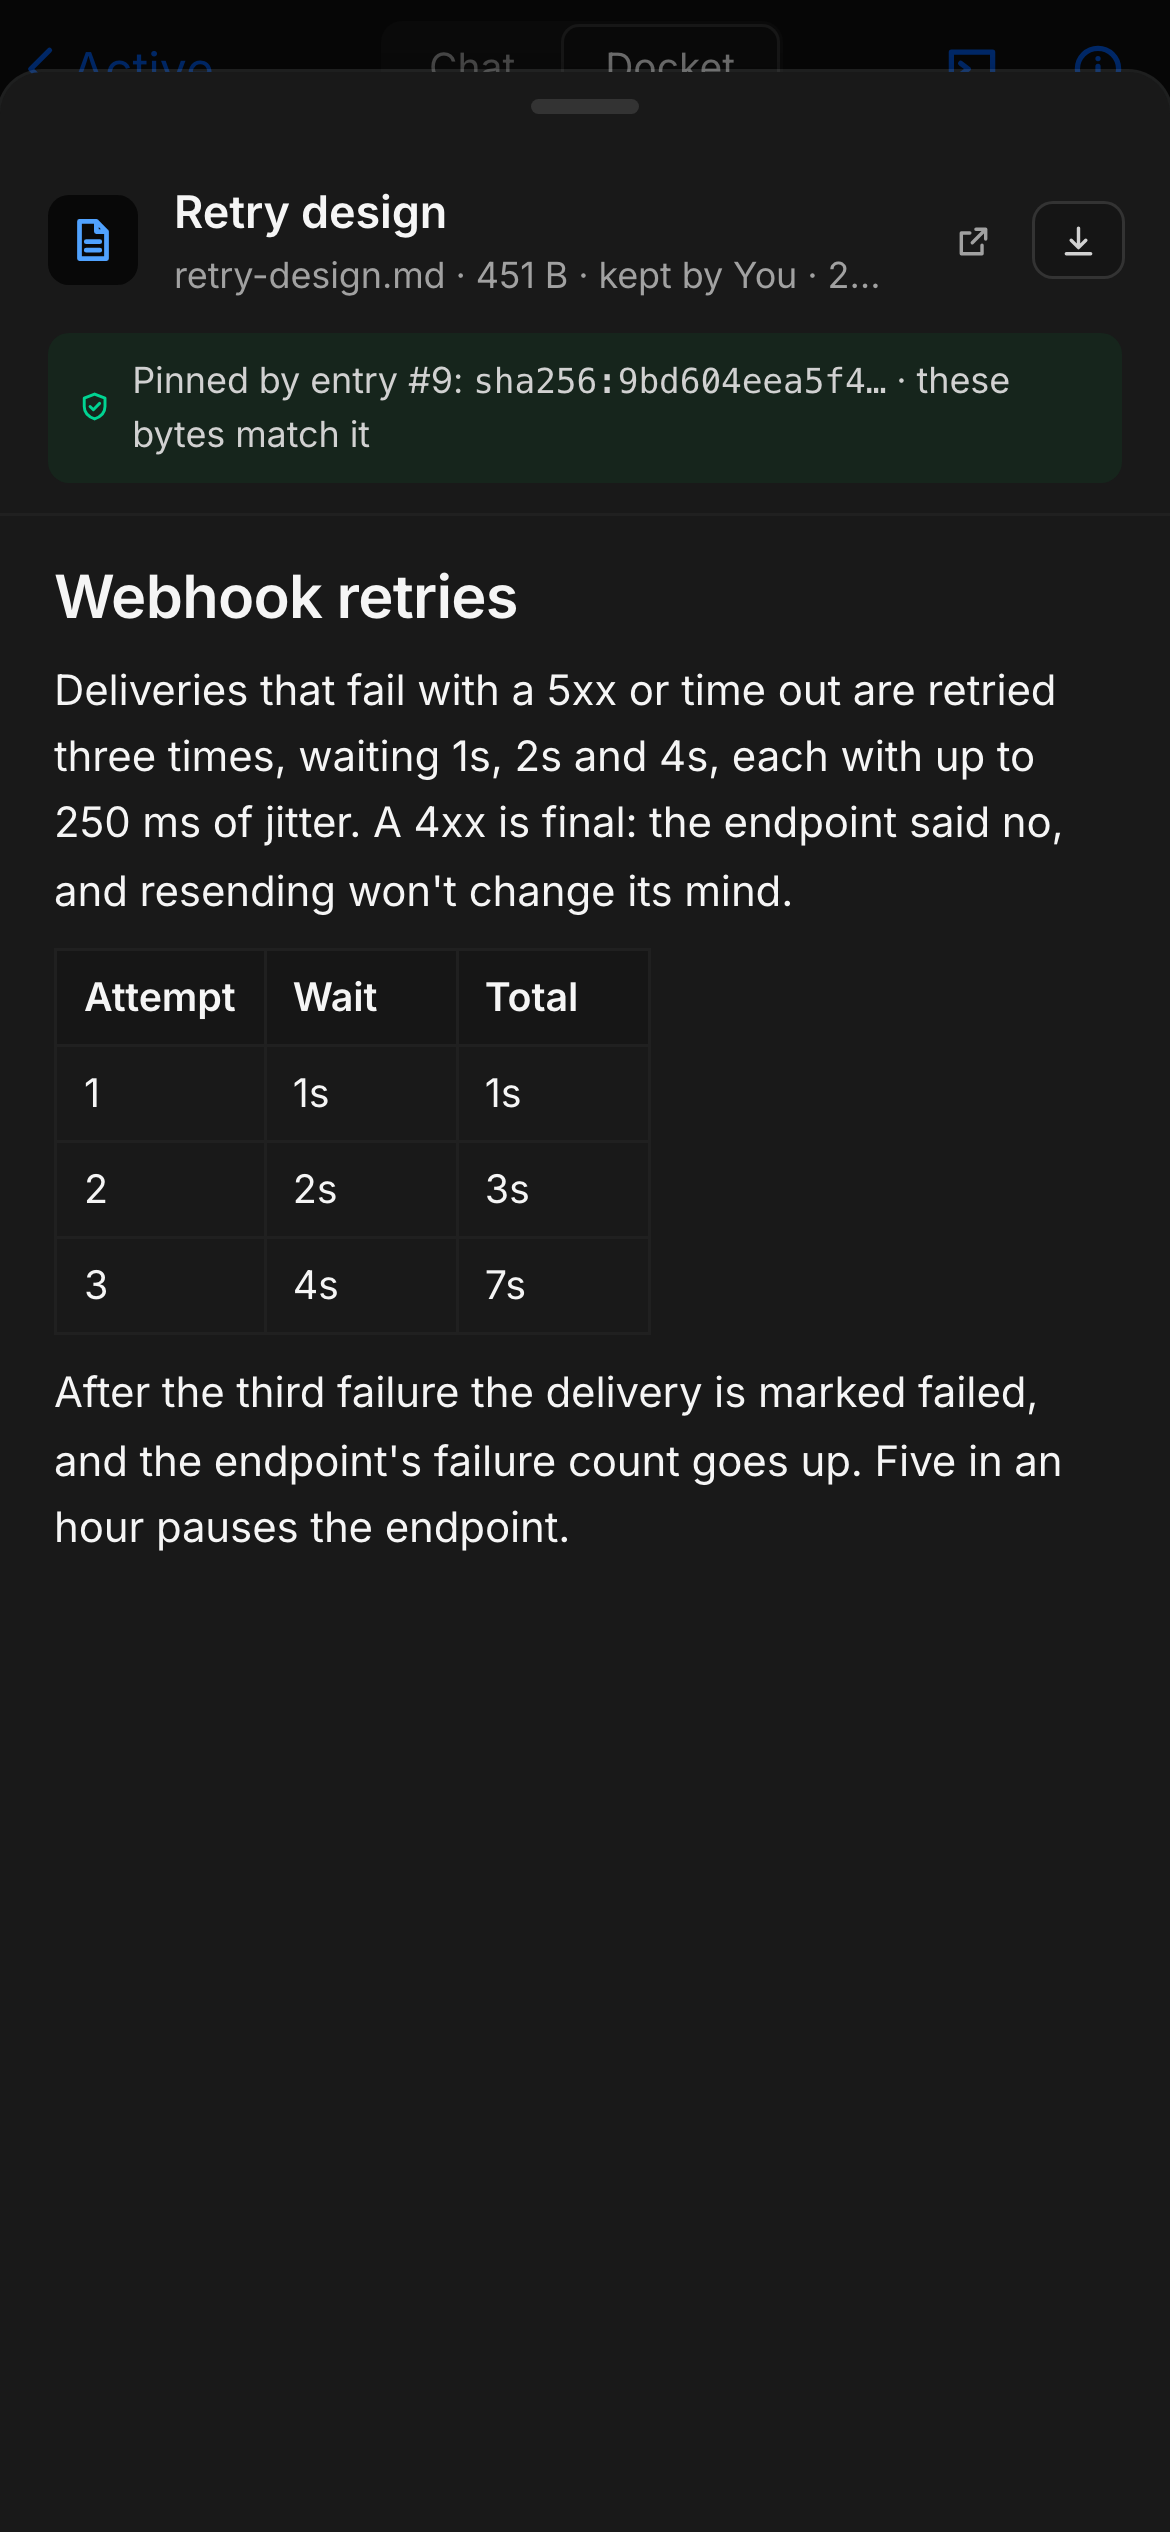 Active
Chat
Docket
Retry design
retry-design.md · 451 B · kept by You · 2...
Pinned by entry #9: sha256:9bd604eea5f4… · these
bytes match it
Webhook retries
Deliveries that fail with a 5xx or time out are retried
three times, waiting 1s, 2s and 4s, each with up to
250 ms of jitter. A 4xx is final: the endpoint said no,
and resending won't change its mind.
Attempt Wait Total
1 1s 1s
2 2s 3s
3 4s 7s
After the third failure the delivery is marked failed,
and the endpoint's failure count goes up. Five in an
hour pauses the endpoint.